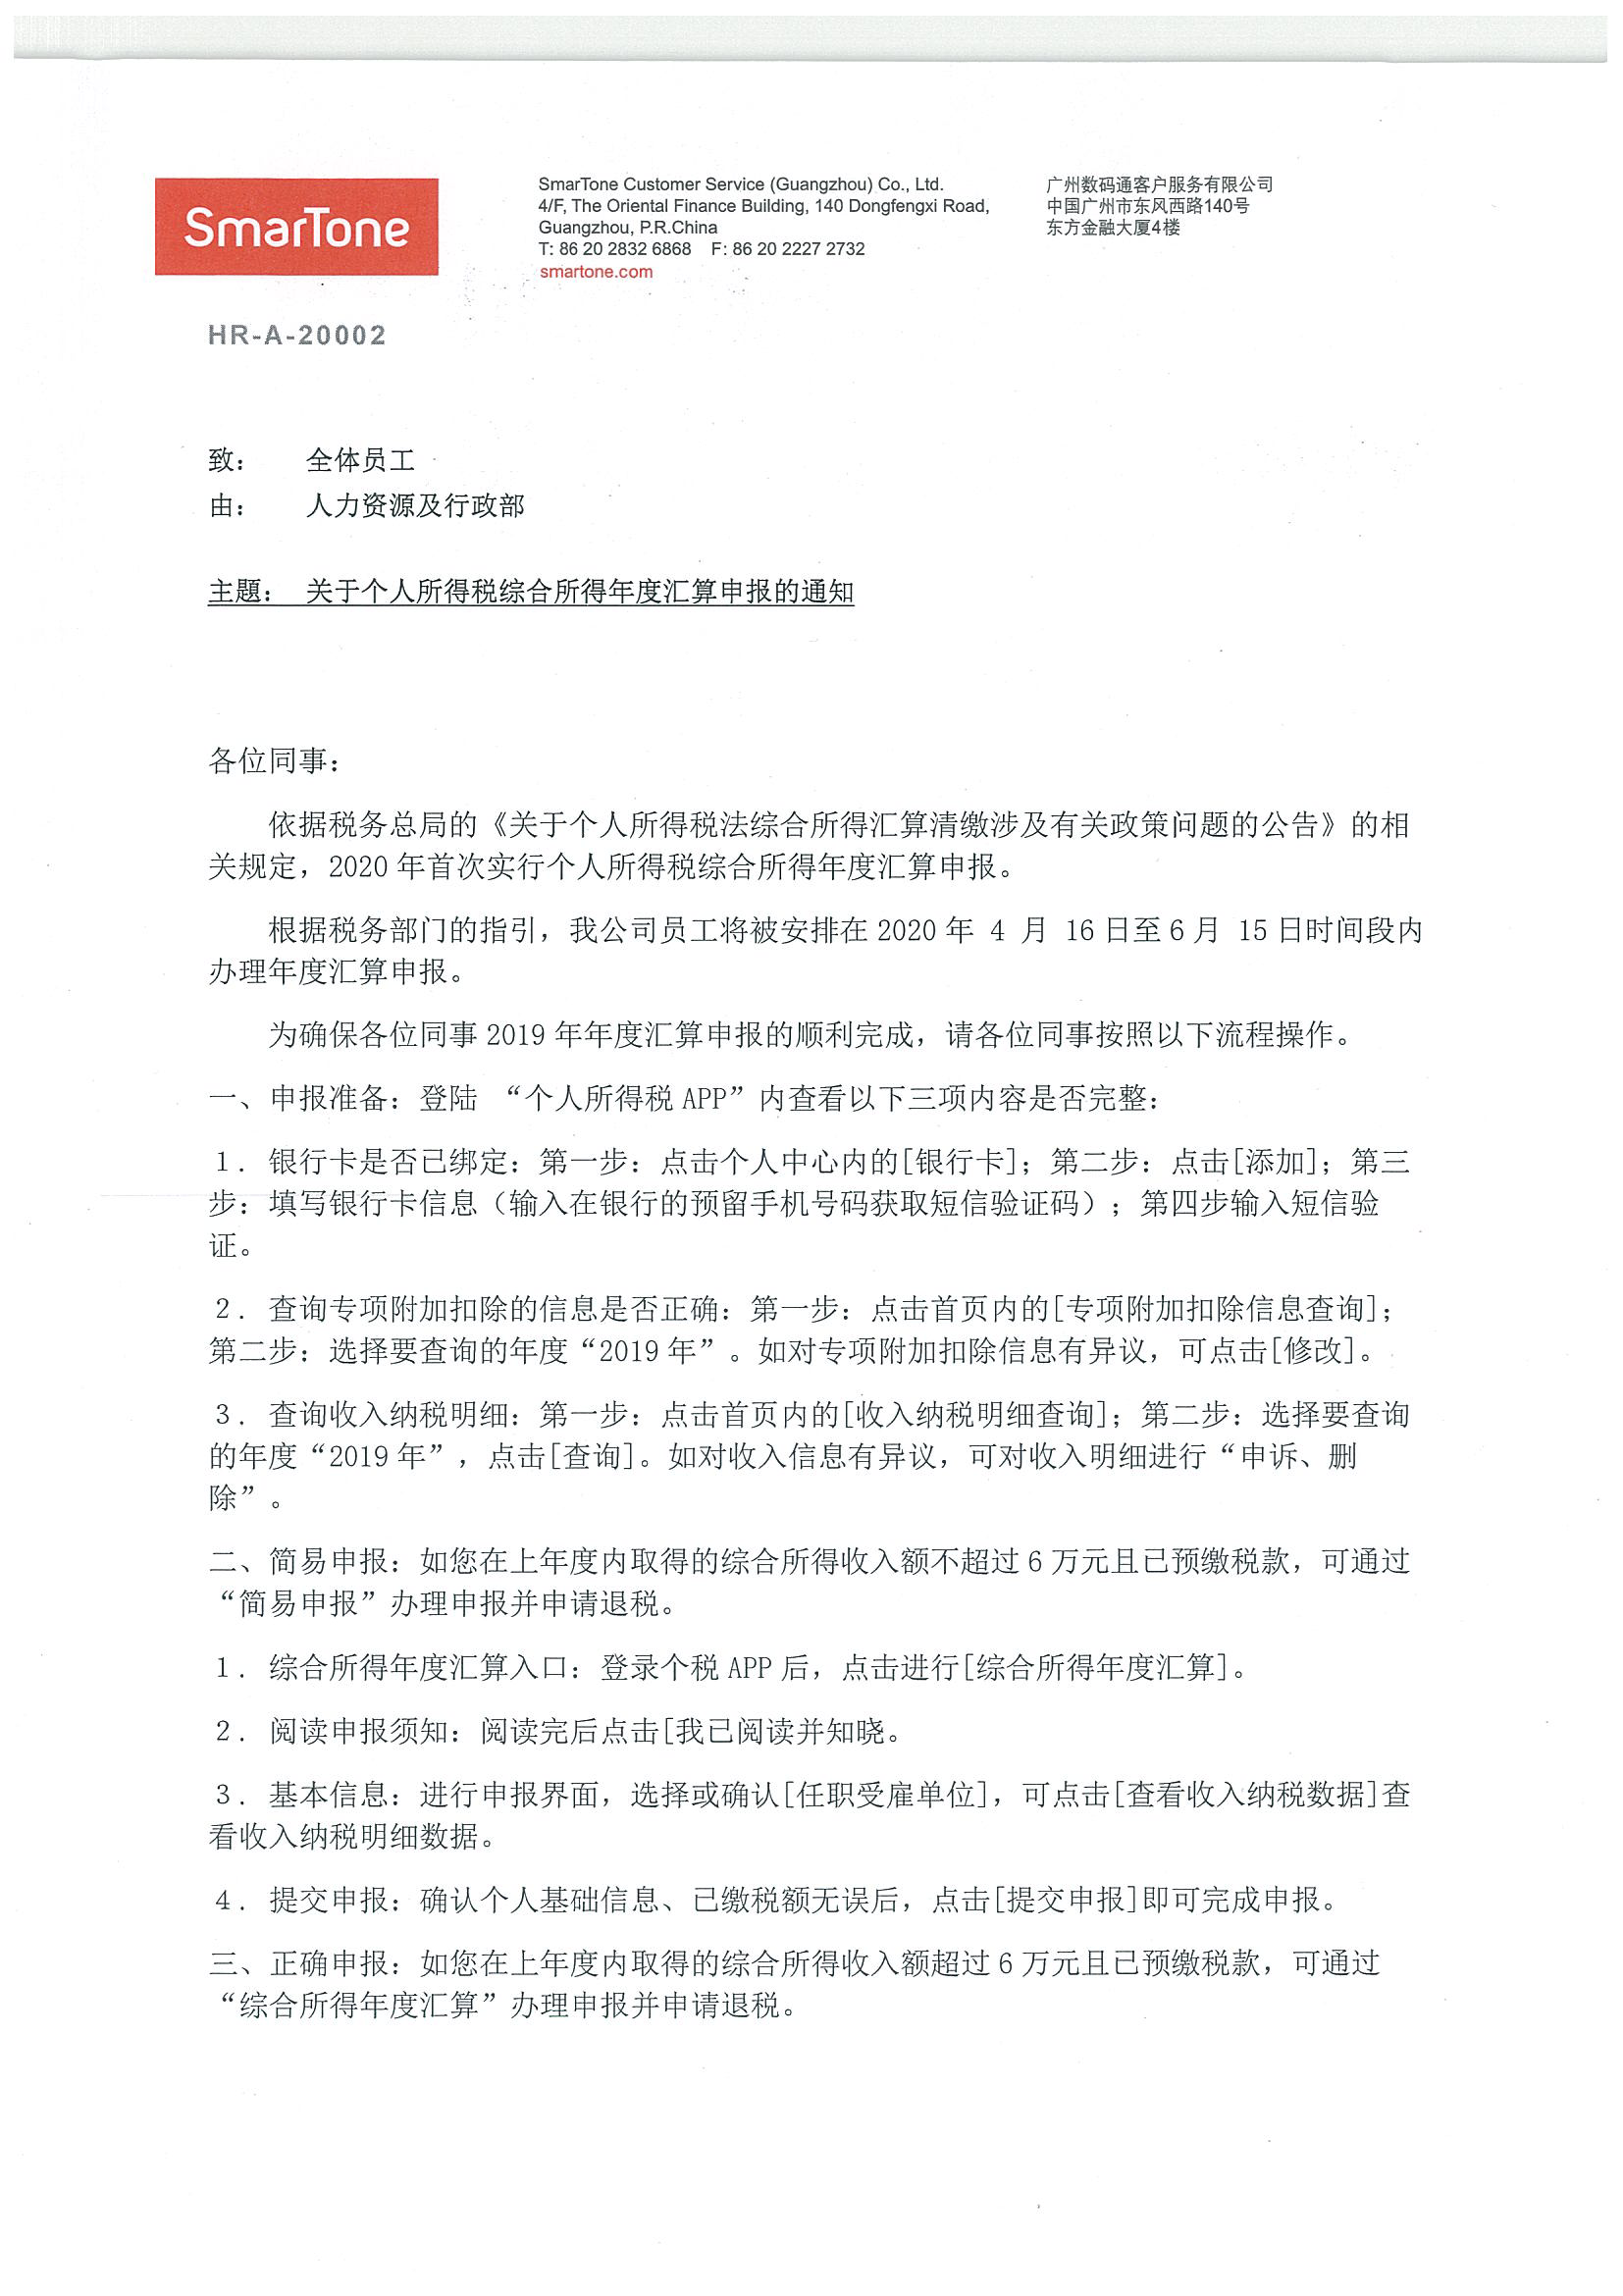 SmarTone
SmarTone Customer Service (Guangzhou) Co., Ltd.
4/F, The Oriental Finance Building, 140 Dongfengxi Road,
Guangzhou, P.R.China
T: 86 20 2832 6868 F: 86 20 2227 2732
smartone.com
广州数码通客户服务有限公司
中国广州市东风西路140号
东方金融大厦4楼
HR-A-20002
致： 全体员工
由： 人力资源及行政部
主题： 关于个人所得税综合所得年度汇算申报的通知
各位同事：
依据税务总局的《关于个人所得税法综合所得汇算清缴涉及有关政策问题的公告》的相
关规定，2020 年首次实行个人所得税综合所得年度汇算申报。
根据税务部门的指引，我公司员工将被安排在 2020 年 4 月 16 日至 6 月 15 日时间段内
办理年度汇算申报。
为确保各位同事 2019 年年度汇算申报的顺利完成，请各位同事按照以下流程操作。
一、申报准备：登陆 “个人所得税 APP”内查看以下三项内容是否完整：
1．银行卡是否已绑定：第一步：点击个人中心内的[银行卡]；第二步：点击[添加]；第三
步：填写银行卡信息（输入在银行的预留手机号码获取短信验证码）；第四步输入短信验
证。
2．查询专项附加扣除的信息是否正确：第一步：点击首页内的[专项附加扣除信息查询]；
第二步：选择要查询的年度“2019 年”。如对专项附加扣除信息有异议，可点击[修改]。
3．查询收入纳税明细：第一步：点击首页内的[收入纳税明细查询]；第二步：选择要查询
的年度“2019 年”，点击[查询]。如对收入信息有异议，可对收入明细进行“申诉、删
除”。
二、简易申报：如您在上年度内取得的综合所得收入额不超过 6 万元且已预缴税款，可通过
“简易申报”办理申报并申请退税。
1．综合所得年度汇算入口：登录个税 APP 后，点击进行[综合所得年度汇算]。
2．阅读申报须知：阅读完后点击[我已阅读并知晓。
3．基本信息：进行申报界面，选择或确认[任职受雇单位]，可点击[查看收入纳税数据]查
看收入纳税明细数据。
4．提交申报：确认个人基础信息、已缴税额无误后，点击[提交申报]即可完成申报。
三、正确申报：如您在上年度内取得的综合所得收入额超过 6 万元且已预缴税款，可通过
“综合所得年度汇算”办理申报并申请退税。